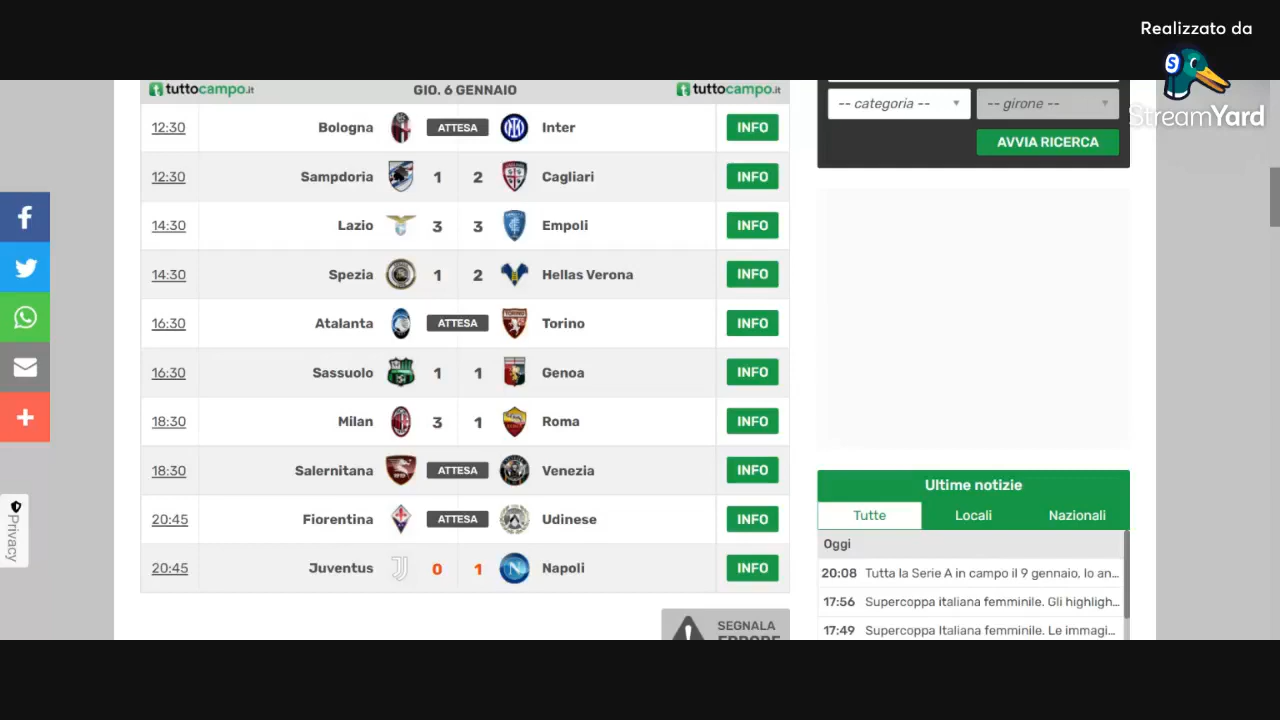 Realizzato da
StreamYard
tuttocampo.it GIO. 6 GENNAIO tuttocampo.it
12:30 Bologna ATTESA Inter INFO
12:30 Sampdoria 1 2 Cagliari INFO
14:30 Lazio 3 3 Empoli INFO
14:30 Spezia 1 2 Hellas Verona INFO
16:30 Atalanta ATTESA Torino INFO
16:30 Sassuolo 1 1 Genoa INFO
18:30 Milan 3 1 Roma INFO
18:30 Salernitana ATTESA Venezia INFO
20:45 Fiorentina ATTESA Udinese INFO
20:45 Juventus 0 1 Napoli INFO
SEGNALA
ERRORE
-- categoria -- -- girone --
AVVIA RICERCA
Ultime notizie
Tutte Locali Nazionali
Oggi
20:08 Tutta la Serie A in campo il 9 gennaio, lo an...
17:56 Supercoppa italiana femminile. Gli highligh...
17:49 Supercoppa Italiana femminile. Le immagi...
Privacy